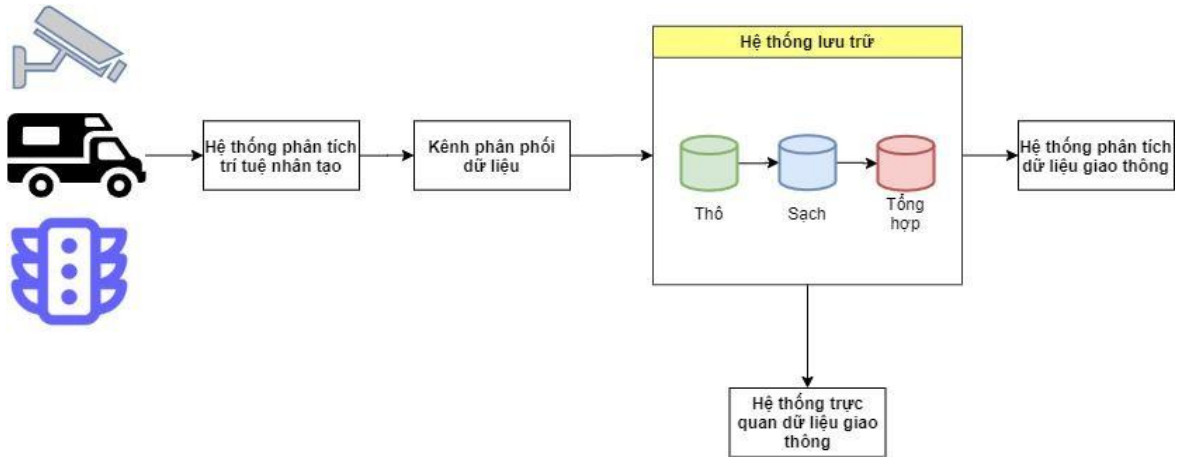 Hệ thống lưu trữ
Hệ thống phân tích
trí tuệ nhân tạo
Kênh phân phối
dữ liệu
Thô
Sạch
Tổng
hợp
Hệ thống phân tích
dữ liệu giao thông
Hệ thống trực
quan dữ liệu giao
thông